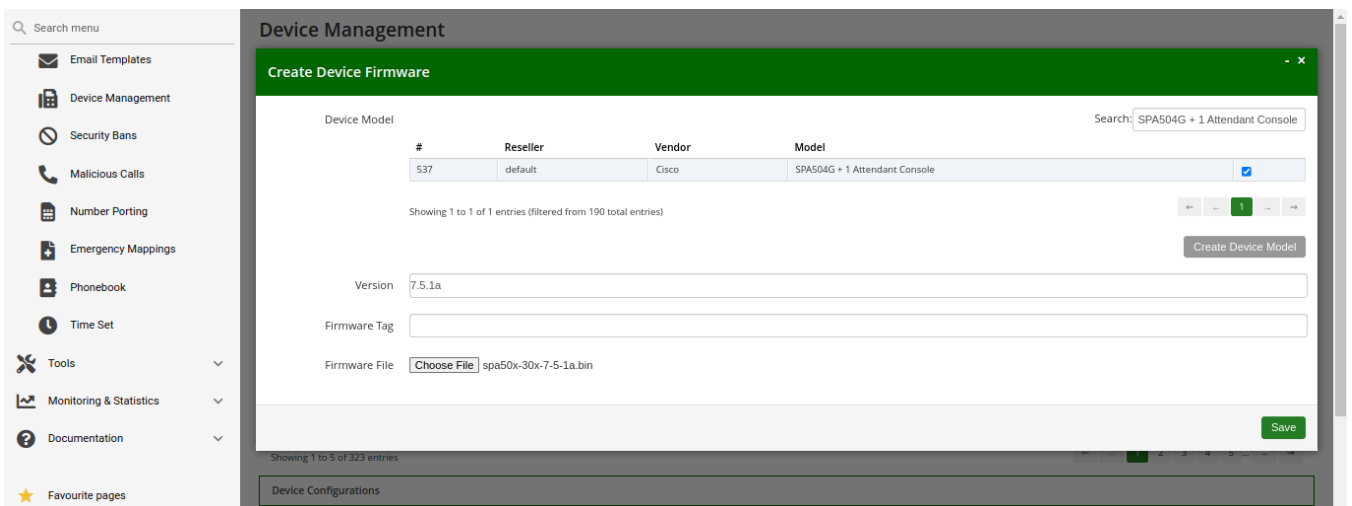 Search menu
Email Templates
Device Management
Security Bans
Malicious Calls
Number Porting
Emergency Mappings
Phonebook
Time Set
Tools
Monitoring & Statistics
Documentation
Favourite pages
Device Management
Create Device Firmware
- ×
Device Model
Search: SPA504G + 1 Attendant Console
# Reseller Vendor Model
537 default Cisco SPA504G + 1 Attendant Console
Showing 1 to 1 of 1 entries (filtered from 190 total entries)
⇐ ← 1 → ⇒
Create Device Model
Version 7.5.1a
Firmware Tag
Firmware File Choose File spa50x-30x-7-5-1a.bin
Save
Showing 1 to 5 of 323 entries
⇐ ← 1 2 3 4 5 ... → ⇒
Device Configurations